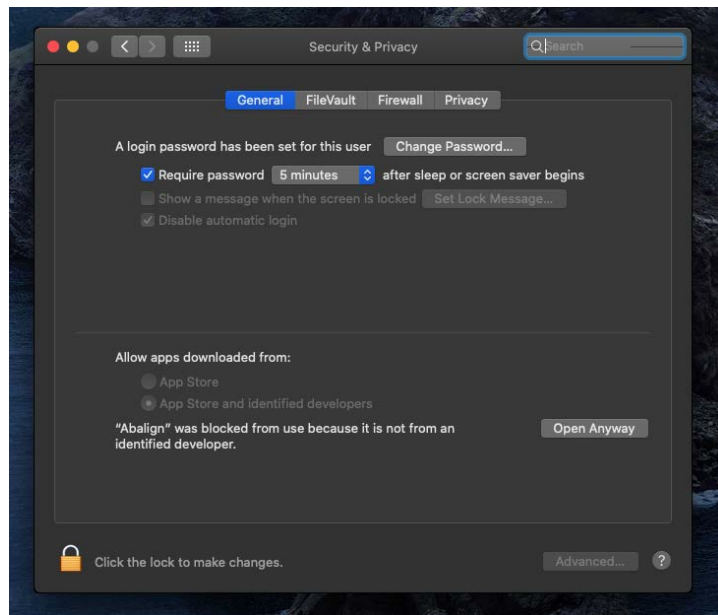 Security & Privacy
Search
General FileVault Firewall Privacy
A login password has been set for this user Change Password...
Require password 5 minutes after sleep or screen saver begins
Show a message when the screen is locked Set Lock Message...
Disable automatic login
Allow apps downloaded from:
App Store
App Store and identified developers
“Abalign” was blocked from use because it is not from an Open Anyway
identified developer.
Click the lock to make changes. Advanced... ?